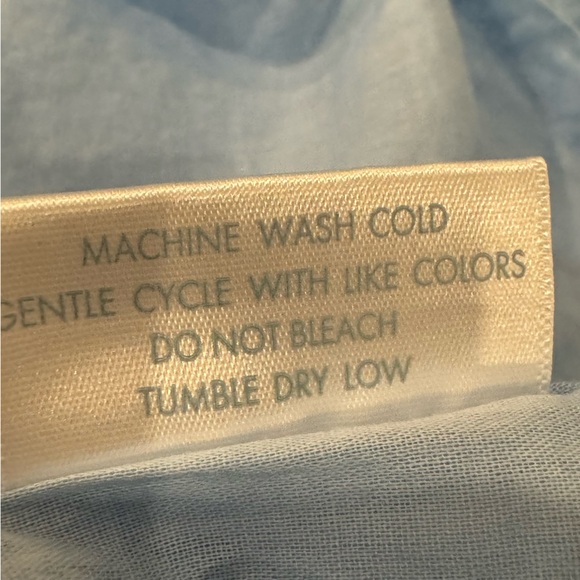 MACHINE WASH COLD
GENTLE CYCLE WITH LIKE COLORS
DO NOT BLEACH
TUMBLE DRY LOW